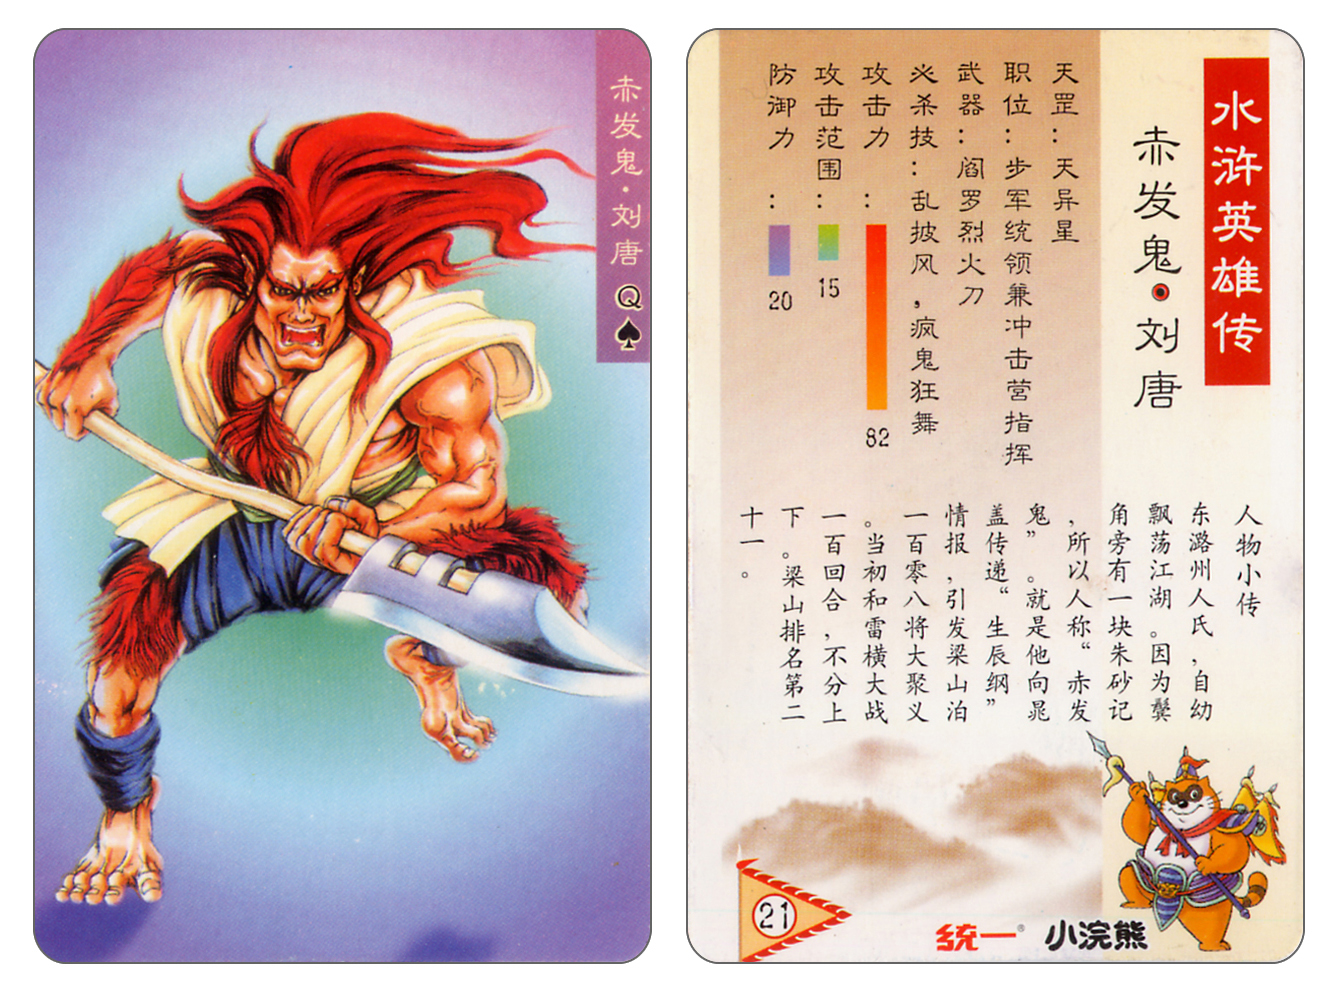 赤发鬼·刘唐
Q
水浒英雄传
赤发鬼·刘唐
天罡：天异星
职位：步军统领兼冲击营指挥
武器：阎罗烈火刀
必杀技：乱披风，疯鬼狂舞
攻击力：82
攻击范围：15
防御力：20
人物小传
东潞州人氏，自幼
飘荡江湖。因为鬓
角旁有一块朱砂记
，所以人称“赤发
鬼”。就是他向晁
盖传递“生辰纲”
情报，引发梁山泊
一百零八将大聚义
。当初和雷横大战
一百回合，不分上
下。梁山排名第二
十一。
21
统一® 小浣熊